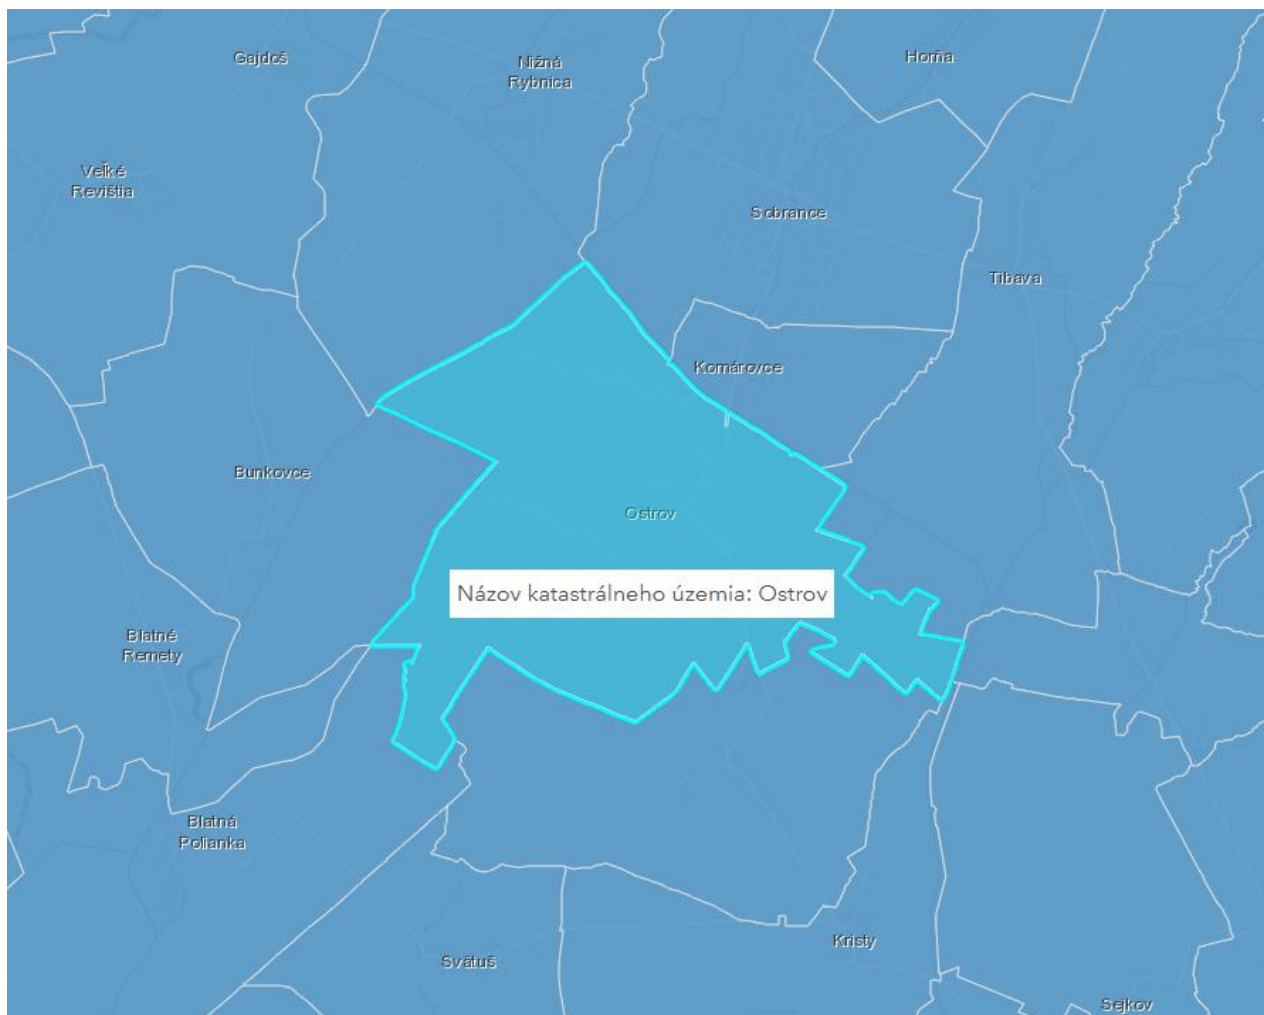 Gajdoš
Nižná
Rybnica
Horňa
Veľké
Revištia
Sobrance
Tibava
Komárovce
Bunkovce
Ostrov
Názov katastrálneho územia: Ostrov
Blatné
Remety
Blatná
Polianka
Kristy
Svätuš
Sejkov